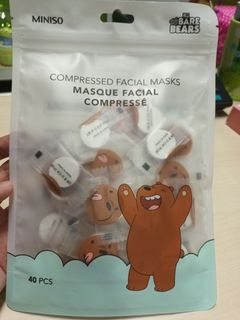 MINISO
WE
BARE
BEARS
COMPRESSED FACIAL MASKS
MASQUE FACIAL
COMPRESSÉ
40 PCS